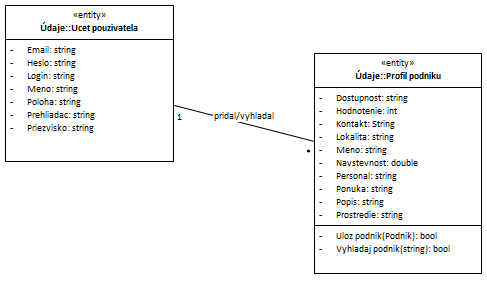 «entity»
Údaje::Ucet pouzivatela
- Email: string
- Heslo: string
- Login: string
- Meno: string
- Poloha: string
- Prehliadac: string
- Priezvisko: string
1
pridal/vyhladal
*
«entity»
Údaje::Profil podniku
- Dostupnost: string
- Hodnotenie: int
- Kontakt: String
- Lokalita: string
- Meno: string
- Navstevnost: double
- Personal: string
- Ponuka: string
- Popis: string
- Prostredie: string
- Uloz podnik(Podnik): bool
- Vyhladaj podnik(string): bool